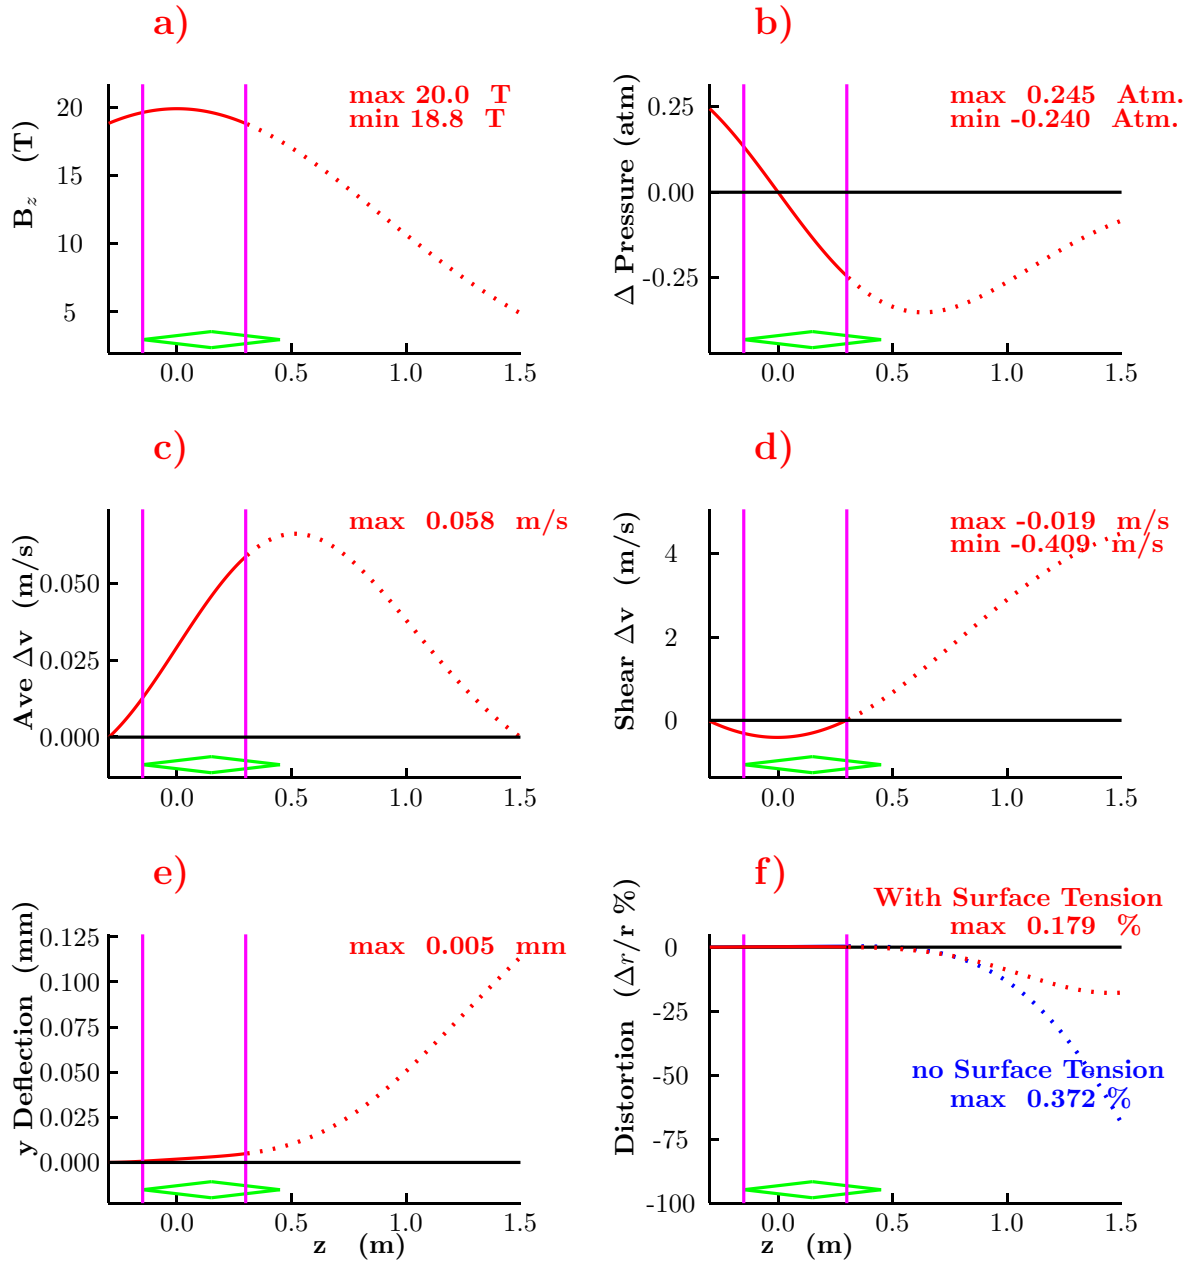 a)
B_z (T)
20
15
10
5
max 20.0 T
min 18.8 T
0.0 0.5 1.0 1.5
b)
Δ Pressure (atm)
0.25
0.00
-0.25
max 0.245 Atm.
min -0.240 Atm.
0.0 0.5 1.0 1.5
c)
Ave Δv (m/s)
0.050
0.025
0.000
max 0.058 m/s
0.0 0.5 1.0 1.5
d)
Shear Δv (m/s)
4
2
0
max -0.019 m/s
min -0.409 m/s
0.0 0.5 1.0 1.5
e)
y Deflection (mm)
0.125
0.100
0.075
0.050
0.025
0.000
max 0.005 mm
0.0 0.5 1.0 1.5
z (m)
f)
Distortion (Δr/r %)
0
-25
-50
-75
-100
With Surface Tension
max 0.179 %
no Surface Tension
max 0.372 %
0.0 0.5 1.0 1.5
z (m)